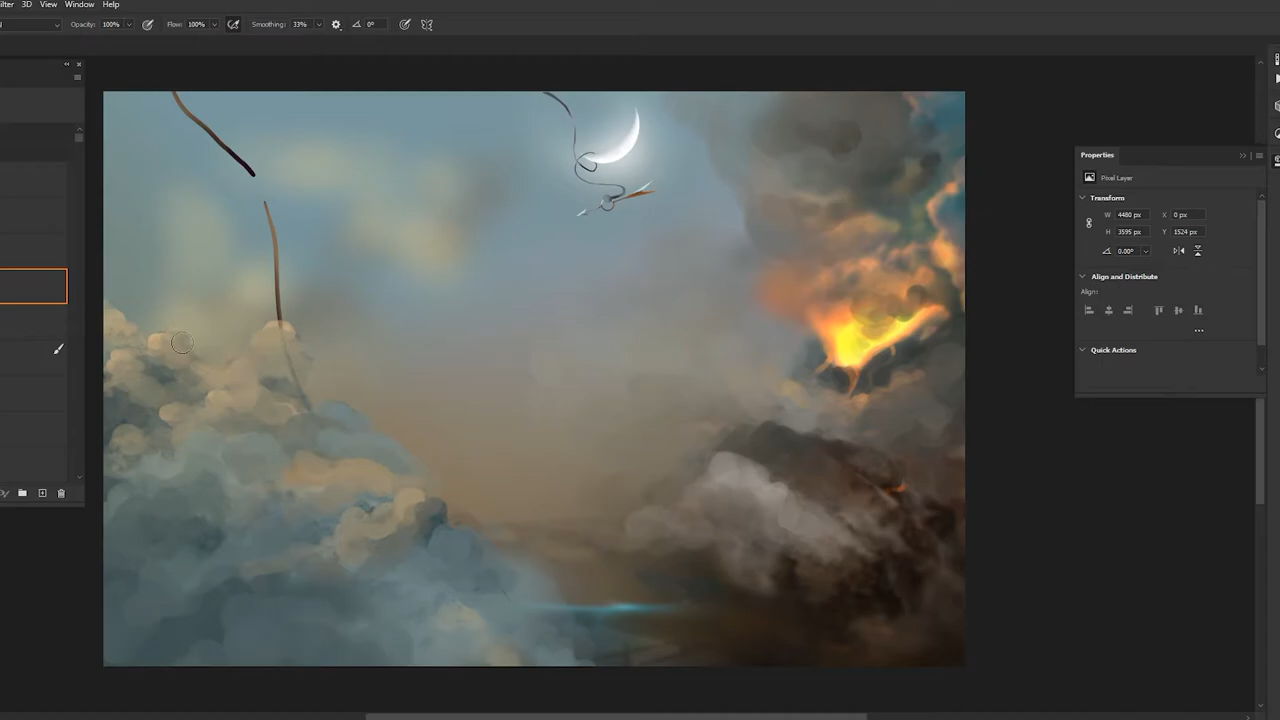 3D View Window Help
Opacity: 100% Flow: 100% Smoothing: 33% 0°
Properties
Pixel Layer
Transform
W 4480 px X 0 px
H 3595 px Y 1524 px
0.00°
Align and Distribute
Align:
Quick Actions